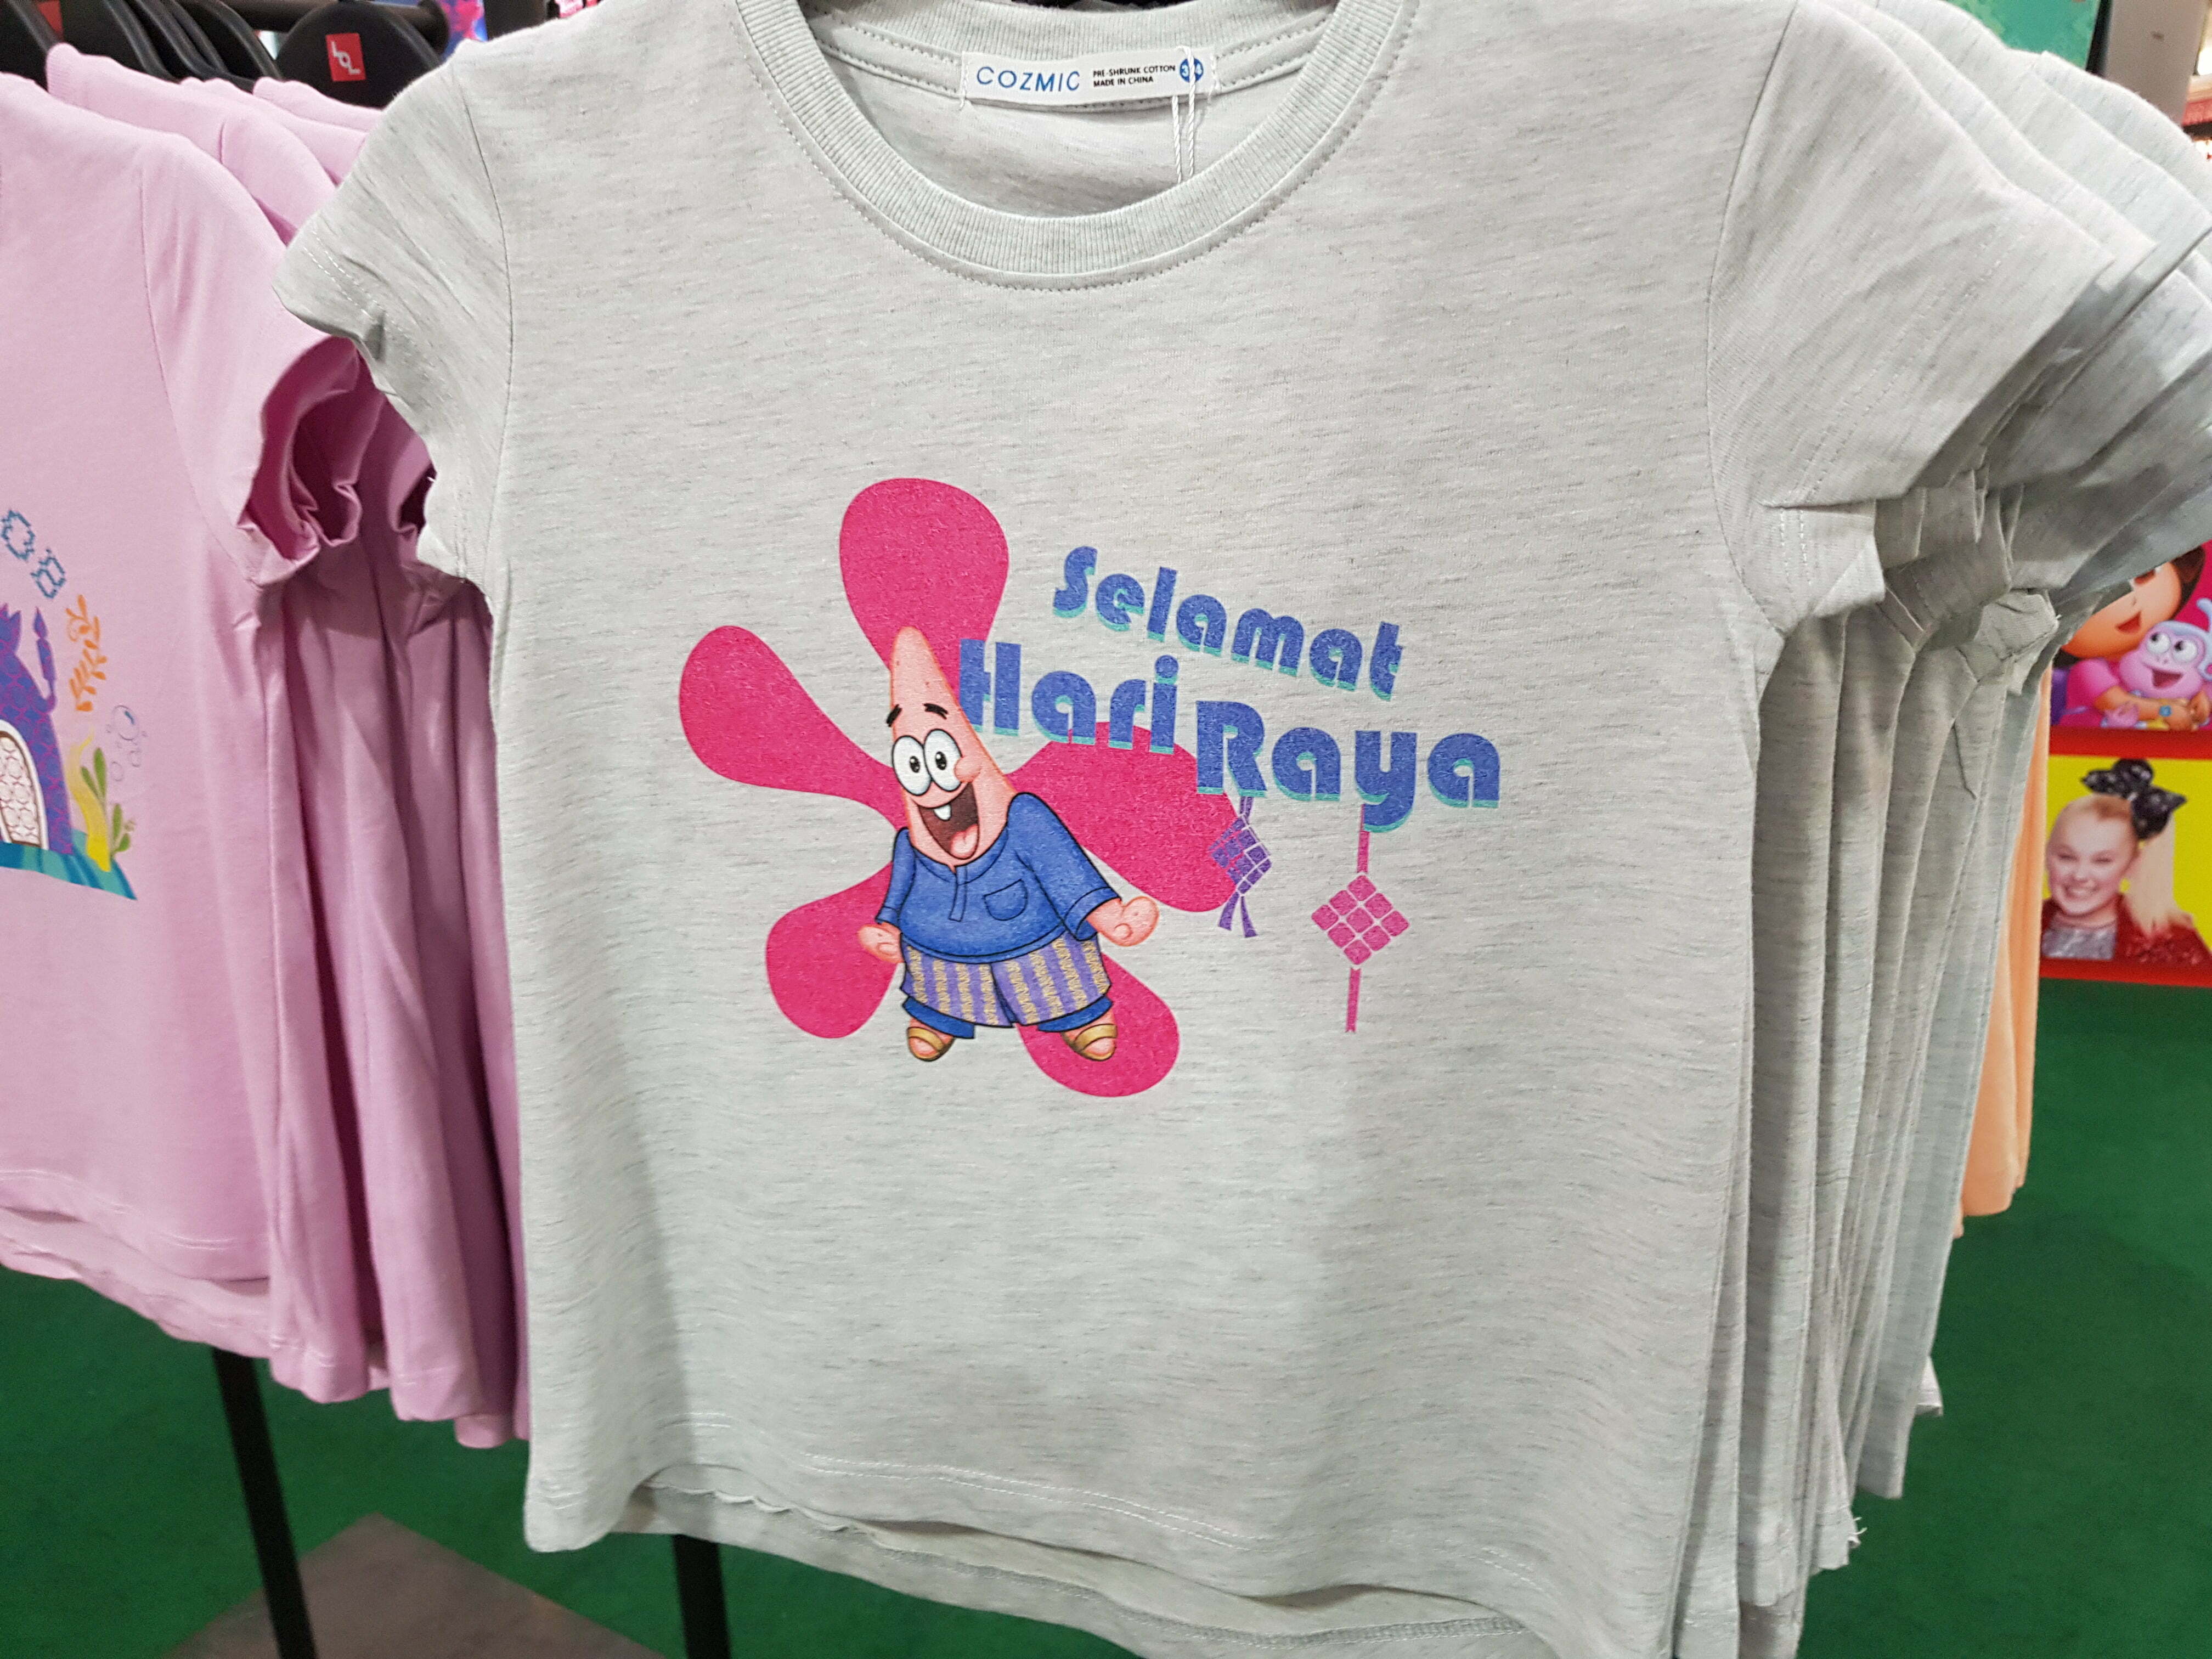 COZMIC
PRE-SHRUNK COTTON
MADE IN CHINA
Selamat
Hari Raya